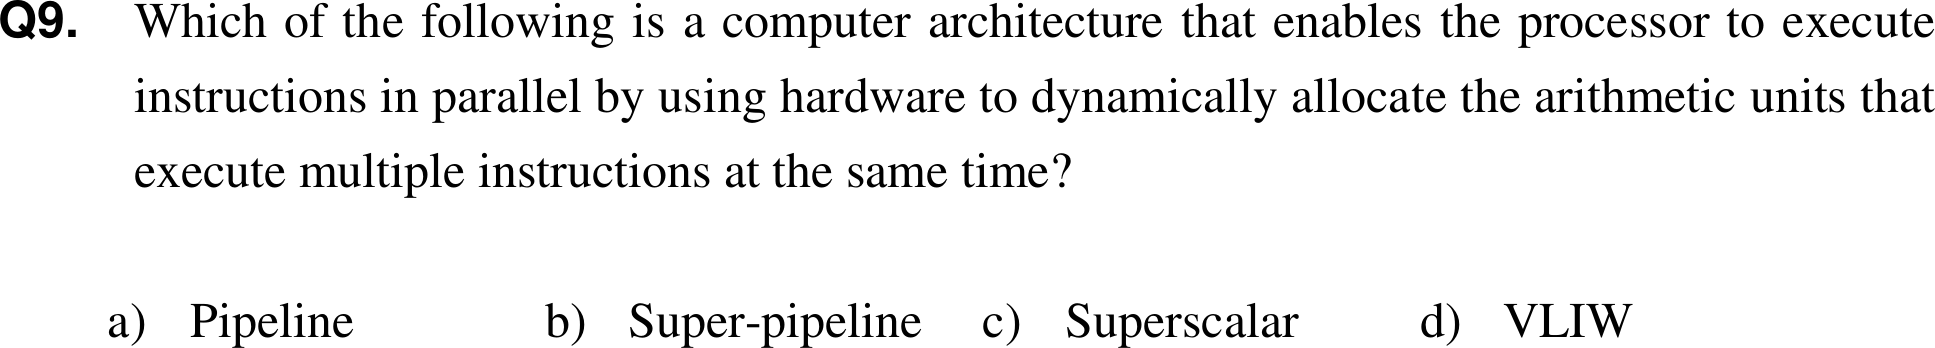 Q9. Which of the following is a computer architecture that enables the processor to execute
instructions in parallel by using hardware to dynamically allocate the arithmetic units that
execute multiple instructions at the same time?
a) Pipeline b) Super-pipeline c) Superscalar d) VLIW